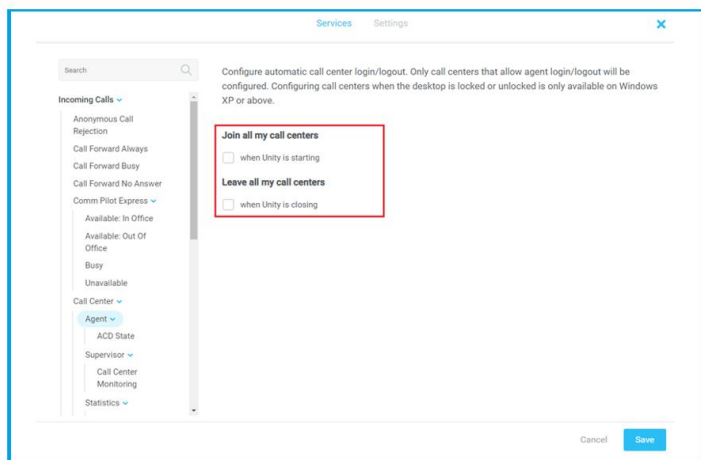 Services Settings
Search
Incoming Calls
Anonymous Call
Rejection
Call Forward Always
Call Forward Busy
Call Forward No Answer
Comm Pilot Express
Available: In Office
Available: Out Of
Office
Busy
Unavailable
Call Center
Agent
ACD State
Supervisor
Call Center
Monitoring
Statistics
Configure automatic call center login/logout. Only call centers that allow agent login/logout will be
configured. Configuring call centers when the desktop is locked or unlocked is only available on Windows
XP or above.
Join all my call centers
when Unity is starting
Leave all my call centers
when Unity is closing
Cancel Save